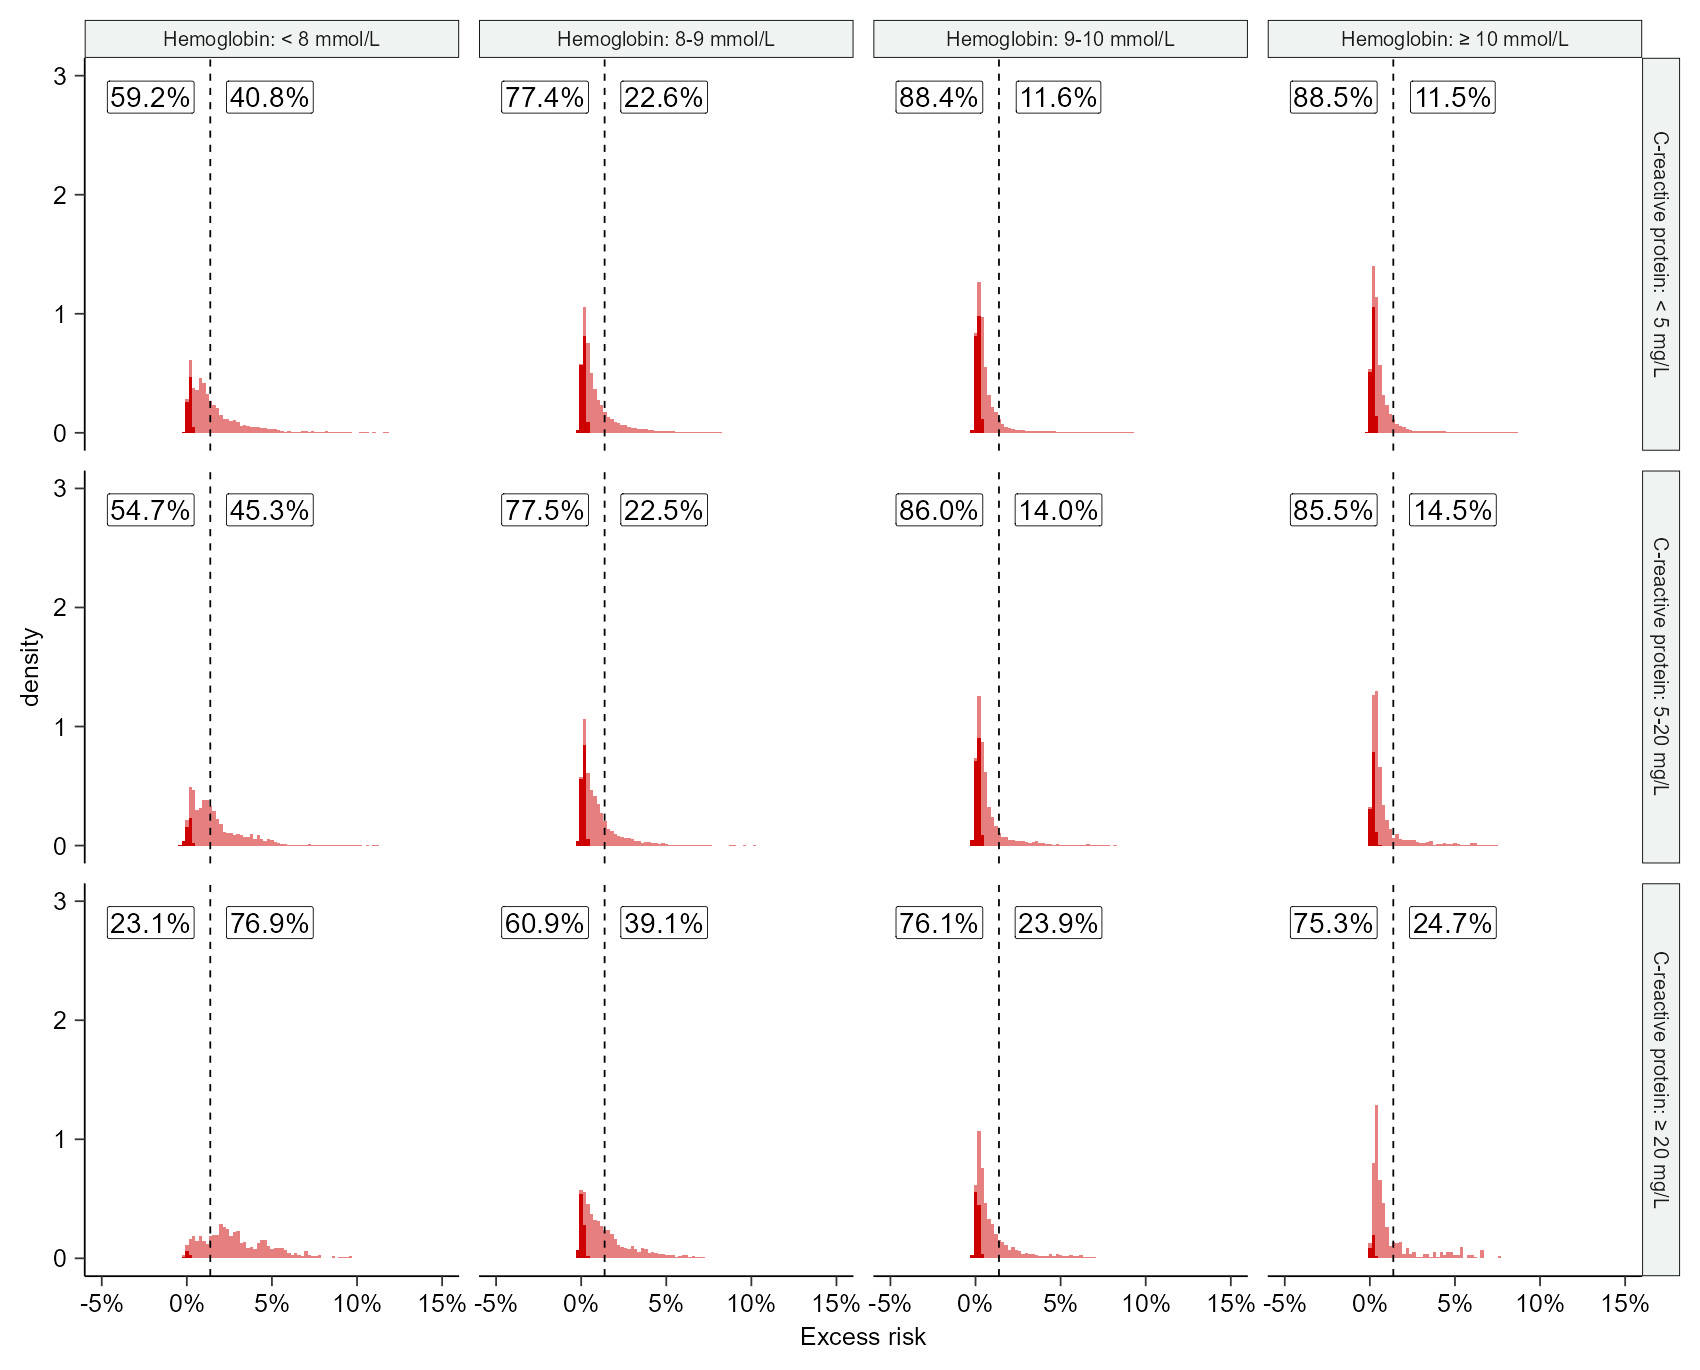 Hemoglobin: < 8 mmol/L
Hemoglobin: 8-9 mmol/L
Hemoglobin: 9-10 mmol/L
Hemoglobin: ≥ 10 mmol/L
3
2
1
0
59.2%
40.8%
77.4%
22.6%
88.4%
11.6%
88.5%
11.5%
C-reactive protein: < 5 mg/L
3
2
1
0
54.7%
45.3%
77.5%
22.5%
86.0%
14.0%
85.5%
14.5%
C-reactive protein: 5-20 mg/L
density
3
2
1
0
23.1%
76.9%
60.9%
39.1%
76.1%
23.9%
75.3%
24.7%
C-reactive protein: ≥ 20 mg/L
-5% 0% 5% 10% 15%
-5% 0% 5% 10% 15%
-5% 0% 5% 10% 15%
-5% 0% 5% 10% 15%
Excess risk